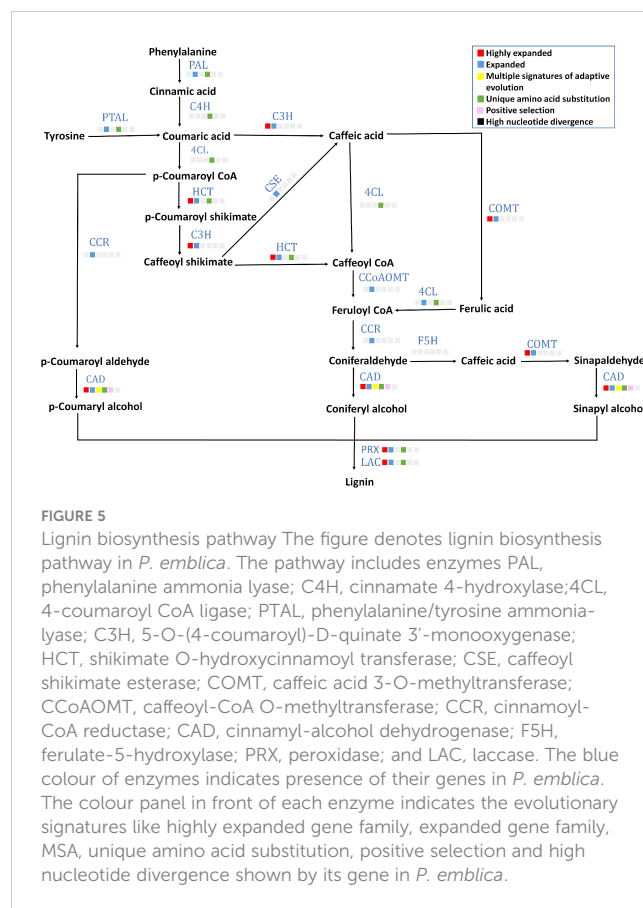 Phenylalanine
PAL
Cinnamic acid
C4H
PTAL
C3H
Tyrosine
Coumaric acid
Caffeic acid
4CL
p-Coumaroyl CoA
HCT
CSE
4CL
COMT
p-Coumaroyl shikimate
C3H
CCR
HCT
Caffeoyl shikimate
Caffeoyl CoA
CCoAOMT
4CL
Feruloyl CoA
Ferulic acid
CCR
F5H
COMT
p-Coumaroyl aldehyde
Coniferaldehyde
Caffeic acid
Sinapaldehyde
CAD
CAD
CAD
p-Coumaryl alcohol
Coniferyl alcohol
Sinapyl alcohol
PRX
LAC
Lignin
Highly expanded
Expanded
Multiple signatures of adaptive
evolution
Unique amino acid substitution
Positive selection
High nucleotide divergence
FIGURE 5
Lignin biosynthesis pathway The figure denotes lignin biosynthesis
pathway in P. emblica. The pathway includes enzymes PAL,
phenylalanine ammonia lyase; C4H, cinnamate 4-hydroxylase;4CL,
4-coumaroyl CoA ligase; PTAL, phenylalanine/tyrosine ammonia-
lyase; C3H, 5-O-(4-coumaroyl)-D-quinate 3’-monooxygenase;
HCT, shikimate O-hydroxycinnamoyl transferase; CSE, caffeoyl
shikimate esterase; COMT, caffeic acid 3-O-methyltransferase;
CCoAOMT, caffeoyl-CoA O-methyltransferase; CCR, cinnamoyl-
CoA reductase; CAD, cinnamyl-alcohol dehydrogenase; F5H,
ferulate-5-hydroxylase; PRX, peroxidase; and LAC, laccase. The blue
colour of enzymes indicates presence of their genes in P. emblica.
The colour panel in front of each enzyme indicates the evolutionary
signatures like highly expanded gene family, expanded gene family,
MSA, unique amino acid substitution, positive selection and high
nucleotide divergence shown by its gene in P. emblica.